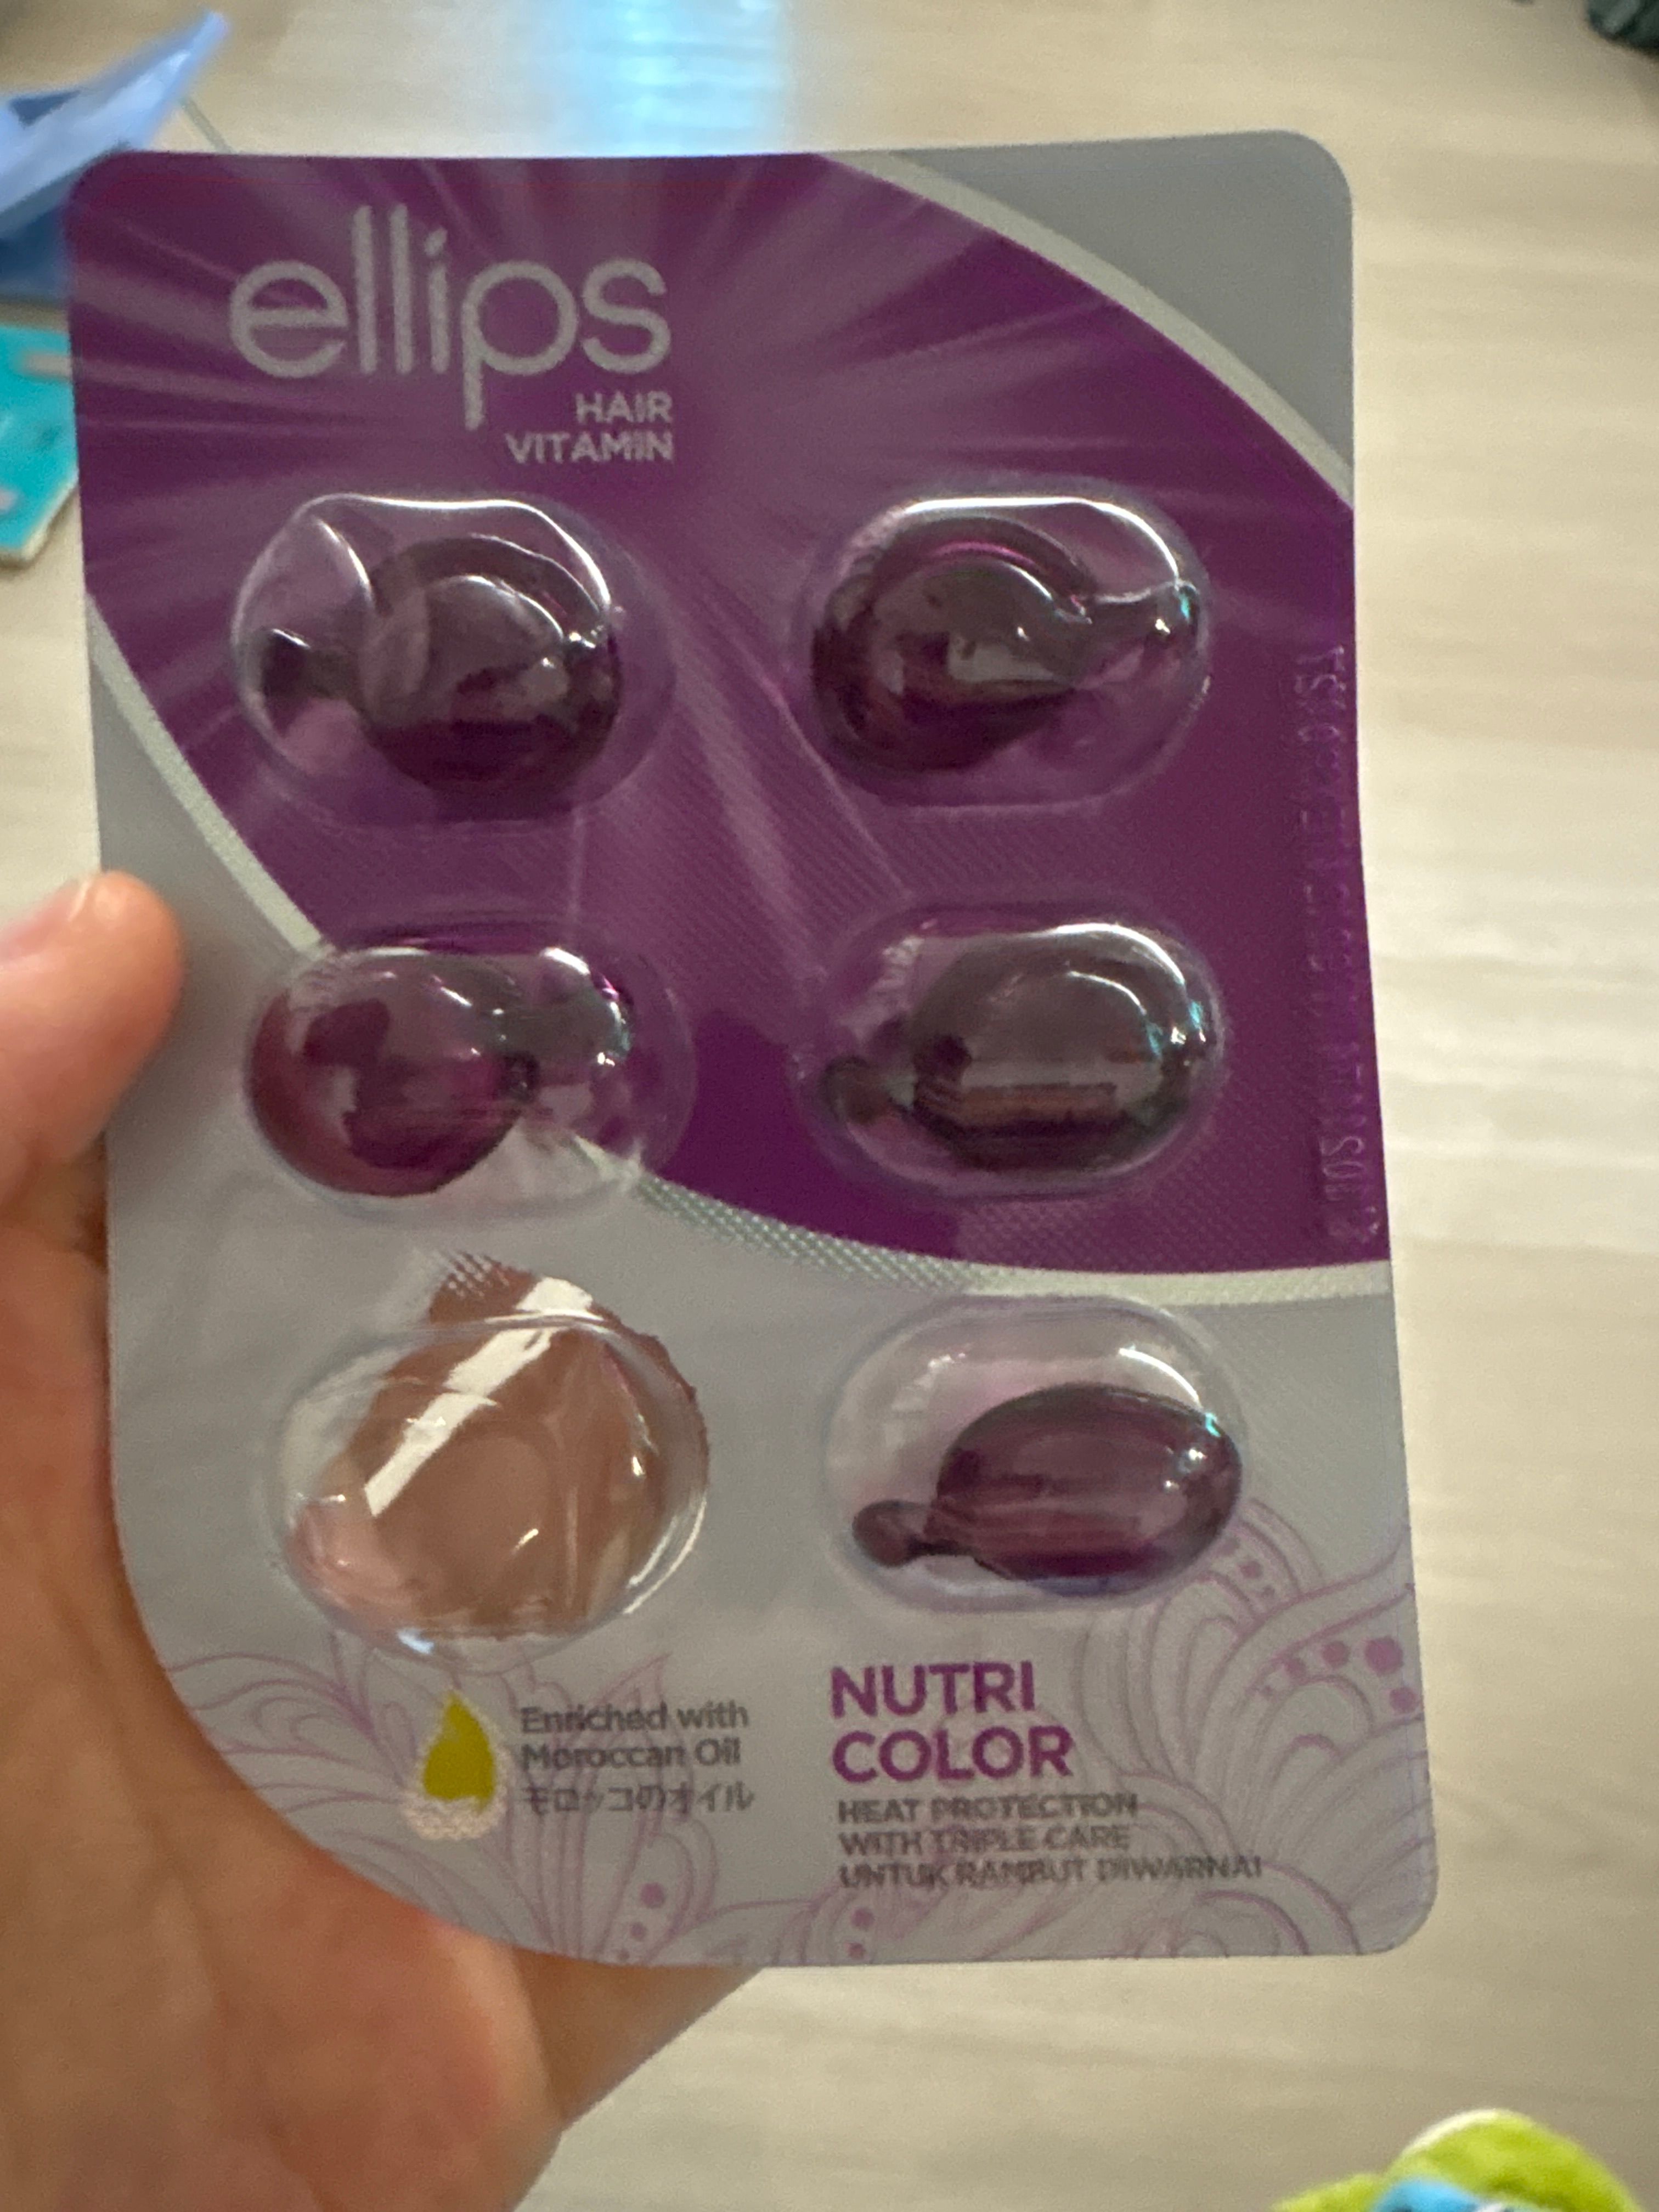 ellips
HAIR
VITAMIN
Enriched with
Moroccan Oil
モロッコのオイル
NUTRI
COLOR
HEAT PROTECTION
WITH TRIPLE CARE
UNTUK RAMBUT DIWARNAI